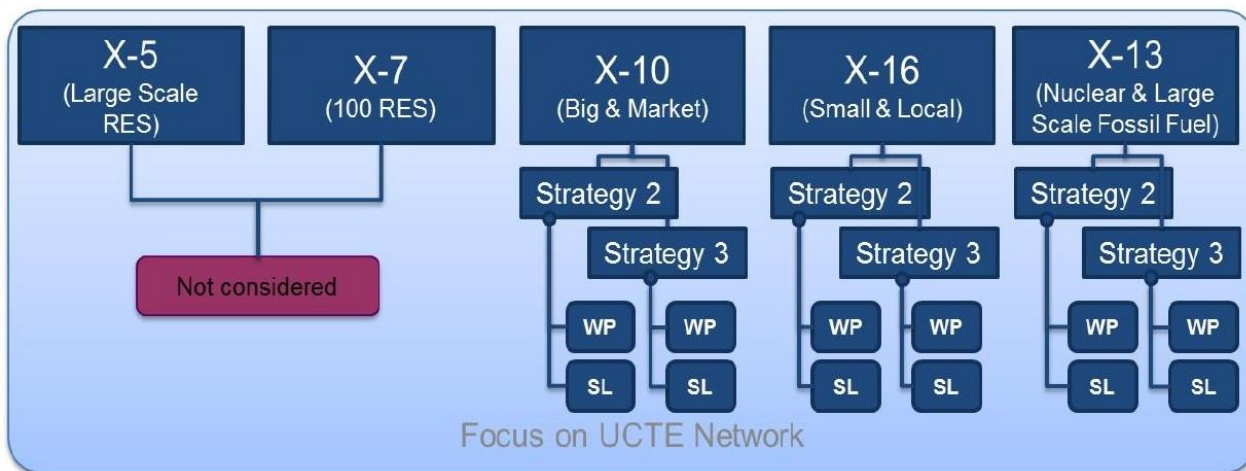 X-5
(Large Scale
RES)
X-7
(100 RES)
X-10
(Big & Market)
X-16
(Small & Local)
X-13
(Nuclear & Large
Scale Fossil Fuel)
Not considered
Strategy 2
Strategy 3
WP
WP
SL
SL
Strategy 2
Strategy 3
WP
WP
SL
SL
Strategy 2
Strategy 3
WP
WP
SL
SL
Focus on UCTE Network